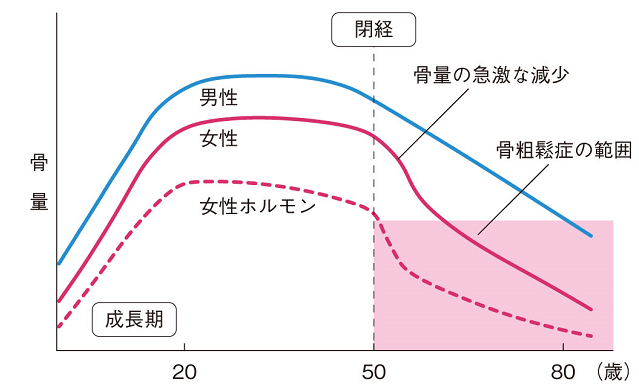 閉経
骨量の急激な減少
男性
女性
骨粗鬆症の範囲
骨量
女性ホルモン
成長期
20
50
80
（歳）